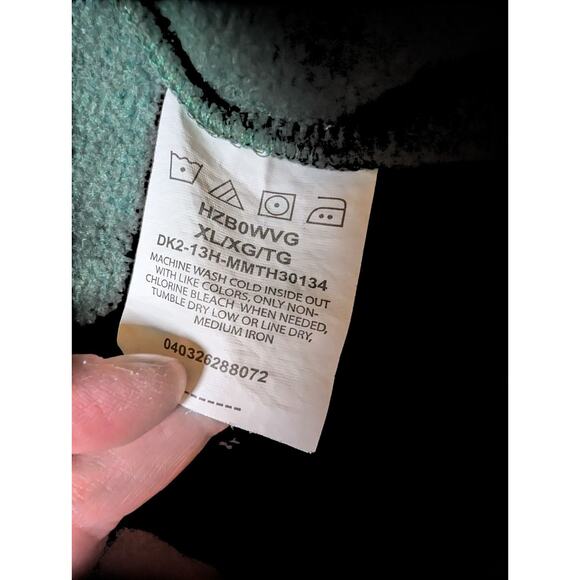 HZB0WVG
XL/XG/TG
DK2-13H-MMTH30134
MACHINE WASH COLD INSIDE OUT
WITH LIKE COLORS, ONLY NON-
CHLORINE BLEACH WHEN NEEDED,
TUMBLE DRY LOW OR LINE DRY,
MEDIUM IRON
040326288072